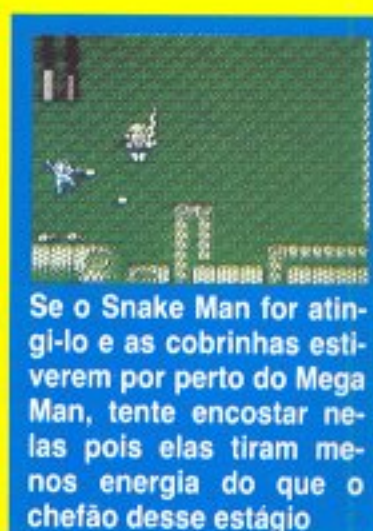 Se o Snake Man for atin-
gi-lo e as cobrinhas esti-
verem por perto do Mega
Man, tente encostar ne-
las pois elas tiram me-
nos energia do que o
chefão desse estágio